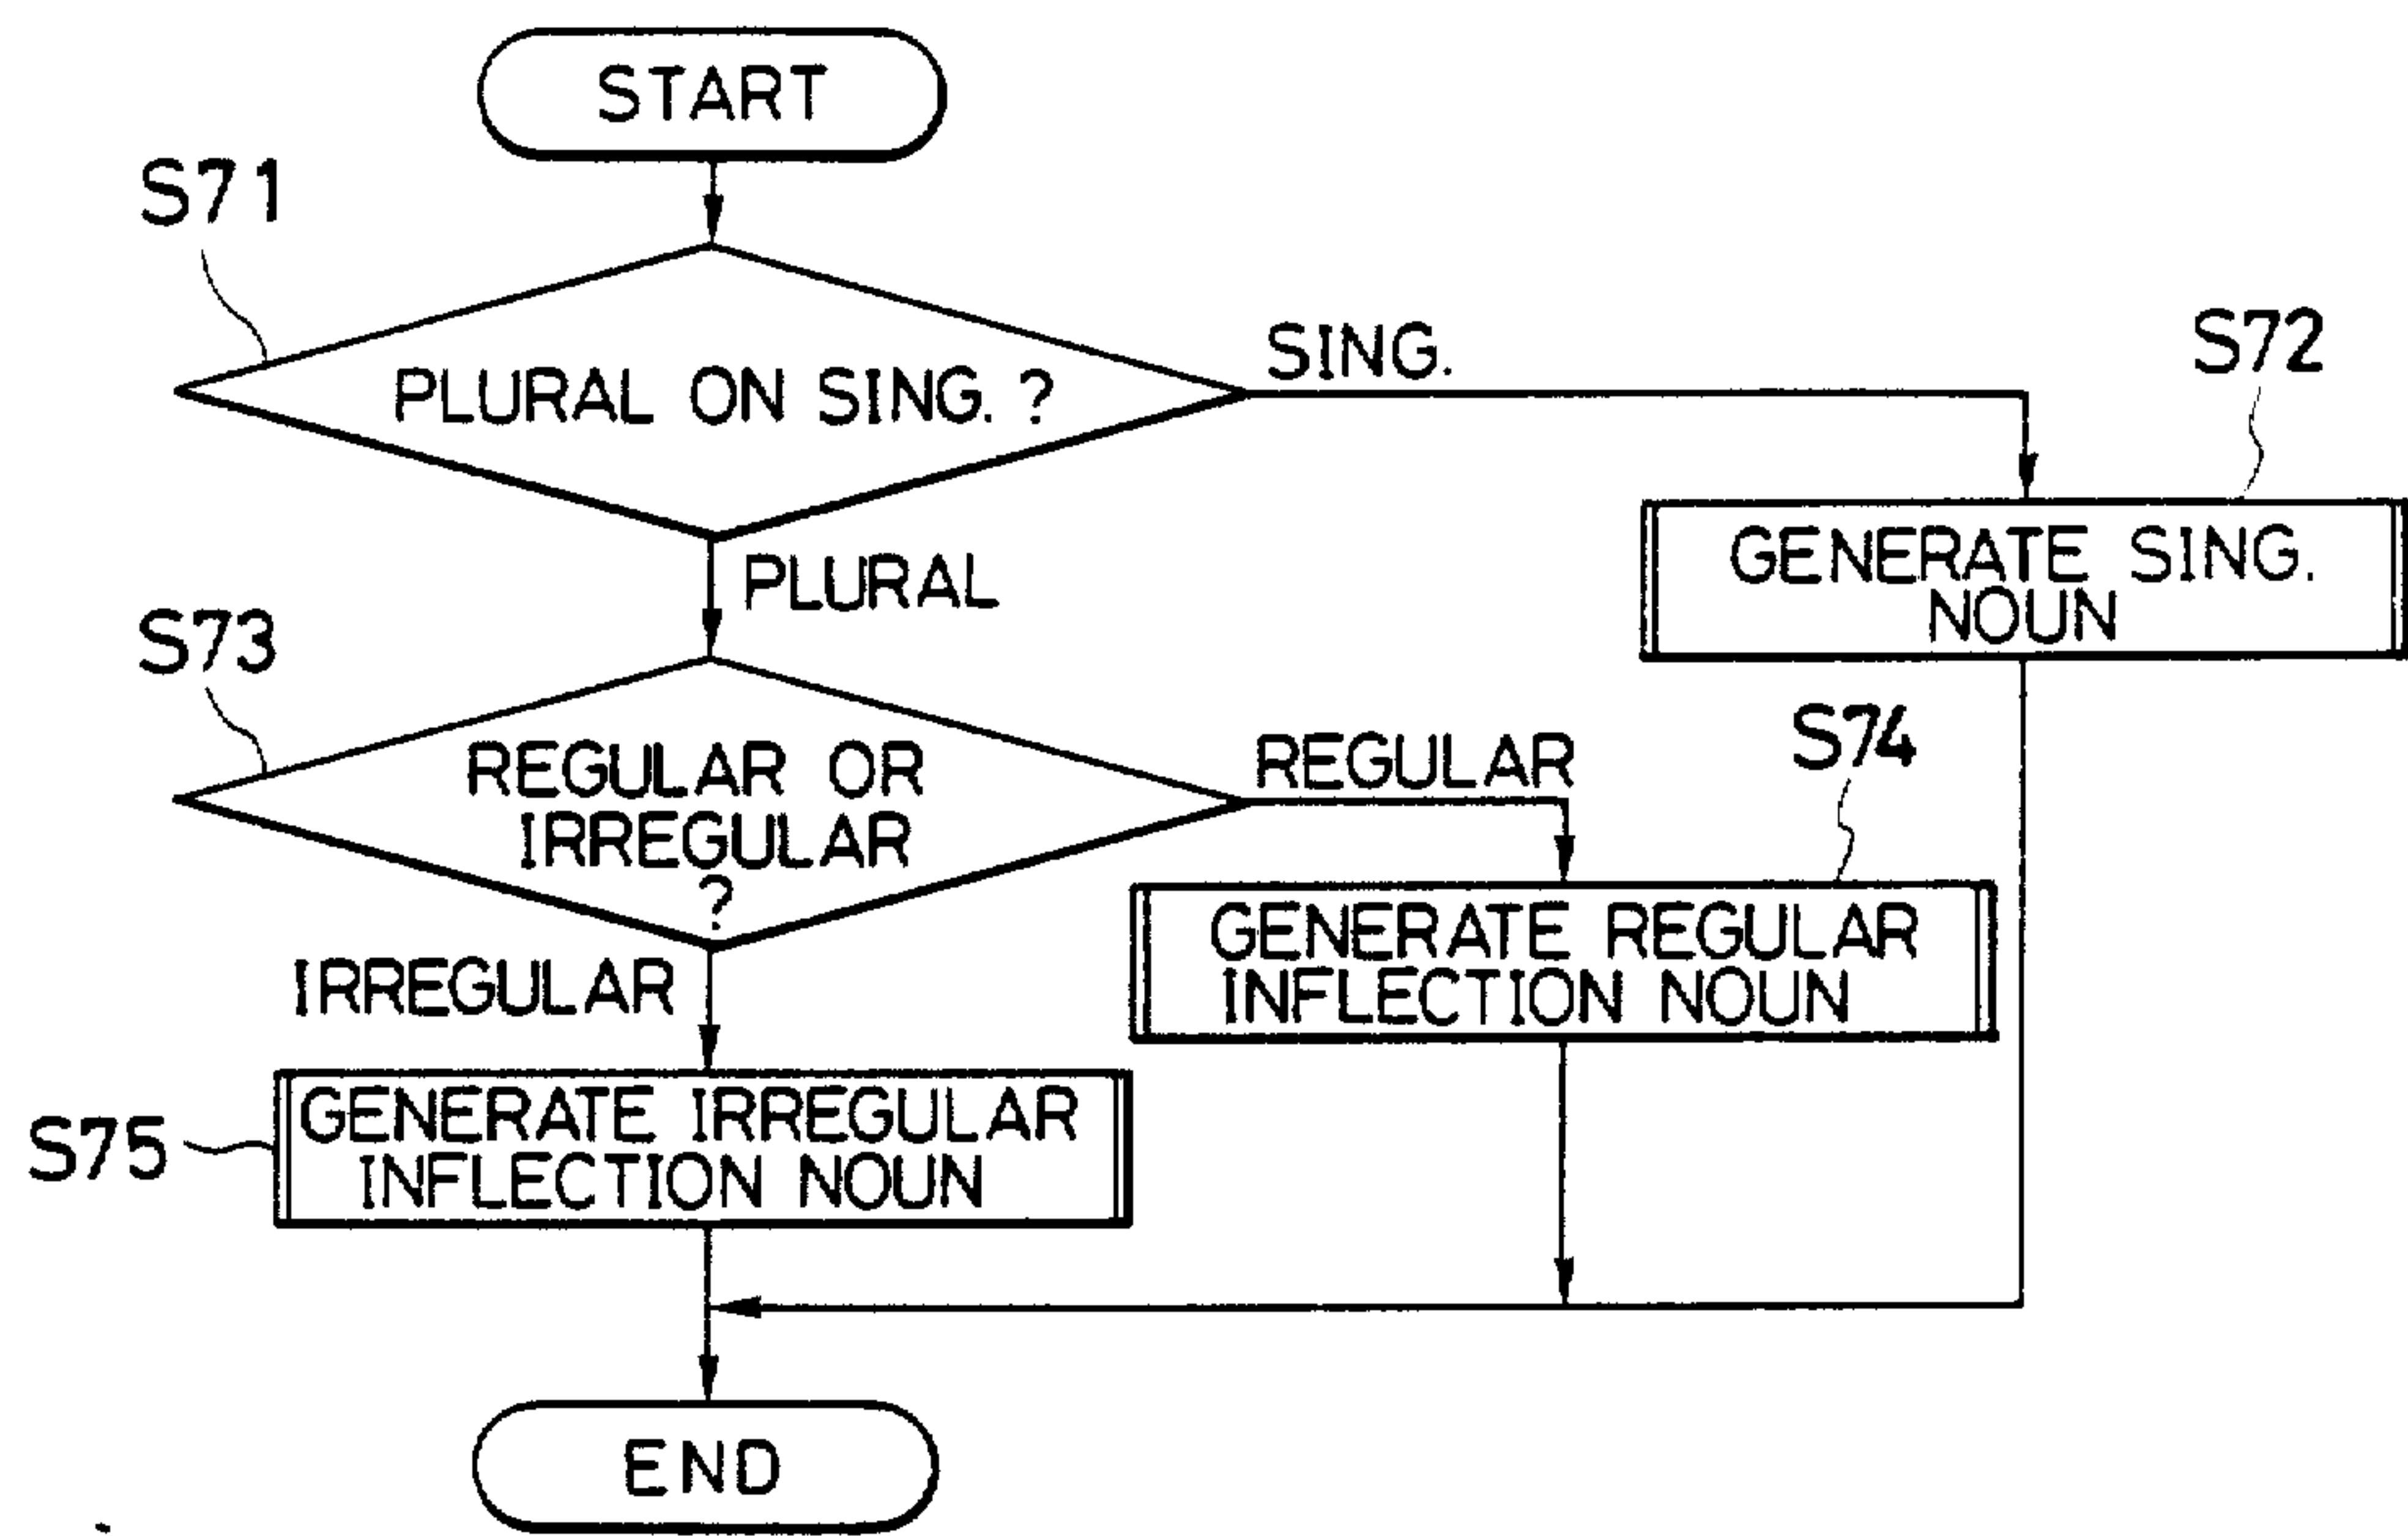 START
S71
PLURAL ON SING. ?
SING.
S72
GENERATE SING.
NOUN
PLURAL
S73
REGULAR OR
IRREGULAR
?
REGULAR
S74
GENERATE REGULAR
INFLECTION NOUN
IRREGULAR
S75
GENERATE IRREGULAR
INFLECTION NOUN
END